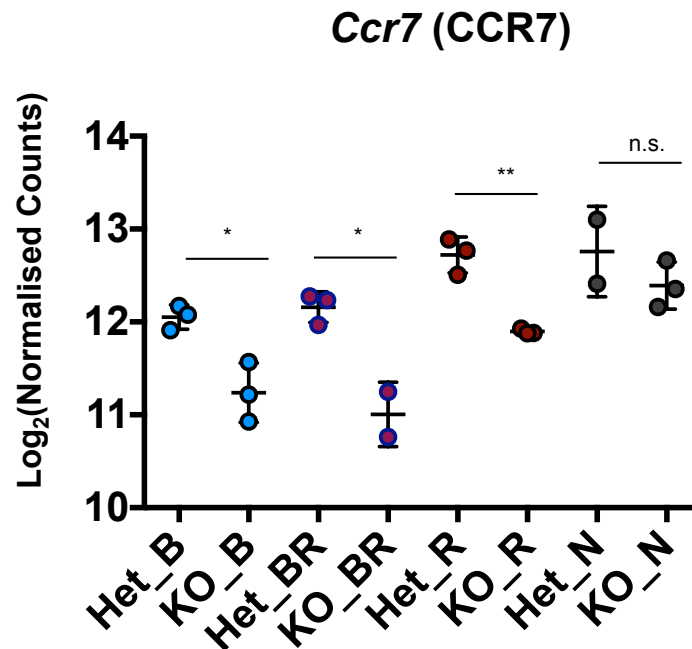 Ccr7 (CCR7)
Log₂(Normalised Counts)
14
13
12
11
10
*
*
**
n.s.
Het_B
KO_B
Het_BR
KO_BR
Het_R
KO_R
Het_N
KO_N